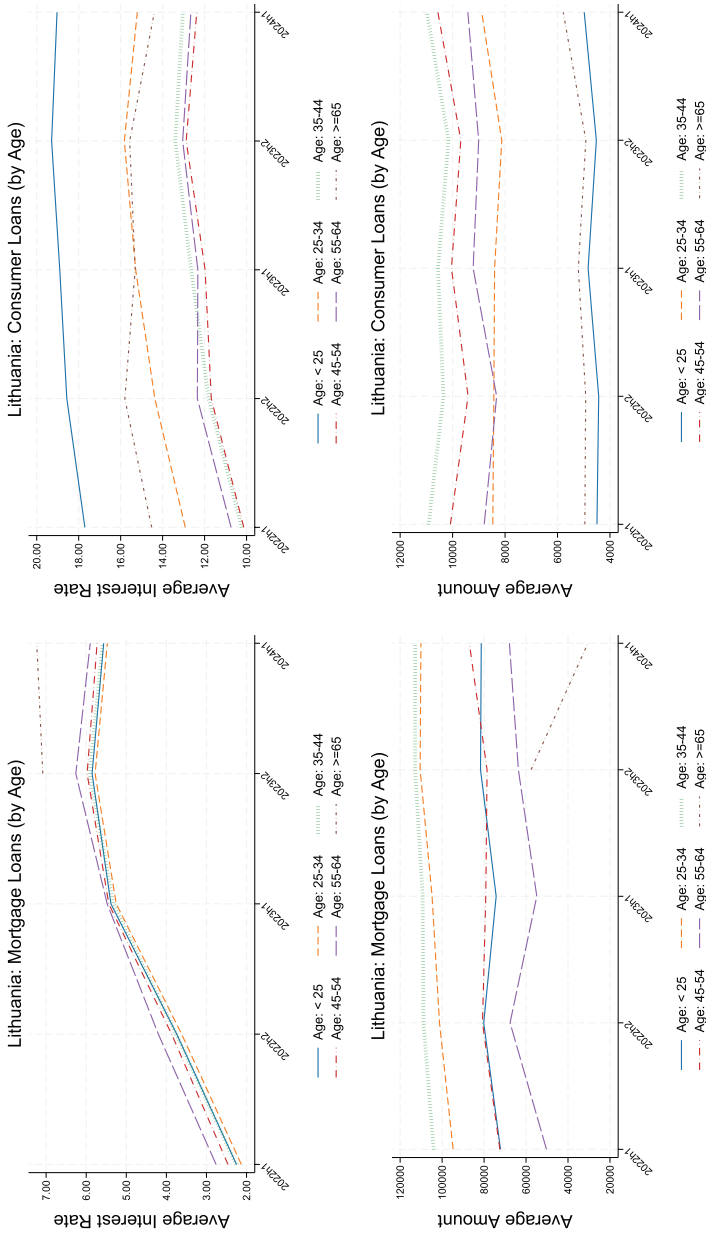 Lithuania: Mortgage Loans (by Age)
Average Interest Rate
7.00
6.00
5.00
4.00
3.00
2.00
2022h1
2022h2
2023h1
2023h2
2024h1
Age: < 25
Age: 25-34
Age: 35-44
Age: 45-54
Age: 55-64
Age: >=65
Lithuania: Consumer Loans (by Age)
Average Interest Rate
20.00
18.00
16.00
14.00
12.00
10.00
2022h1
2022h2
2023h1
2023h2
2024h1
Age: < 25
Age: 25-34
Age: 35-44
Age: 45-54
Age: 55-64
Age: >=65
Lithuania: Mortgage Loans (by Age)
Average Amount
120000
100000
80000
60000
40000
20000
2022h1
2022h2
2023h1
2023h2
2024h1
Age: < 25
Age: 25-34
Age: 35-44
Age: 45-54
Age: 55-64
Age: >=65
Lithuania: Consumer Loans (by Age)
Average Amount
12000
10000
8000
6000
4000
2022h1
2022h2
2023h1
2023h2
2024h1
Age: < 25
Age: 25-34
Age: 35-44
Age: 45-54
Age: 55-64
Age: >=65